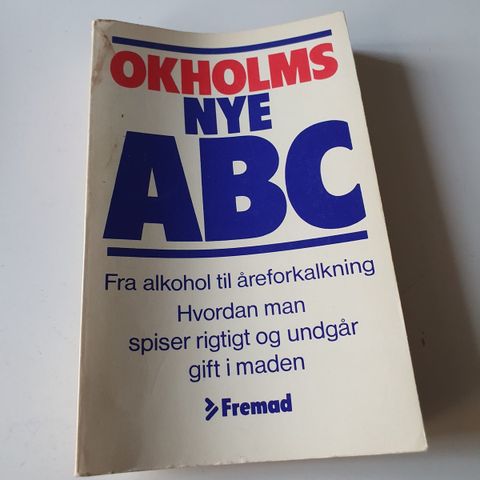 OKHOLMS
NYE
ABC
Fra alkohol til åreforkalkning
Hvordan man
spiser rigtigt og undgår
gift i maden
Fremad